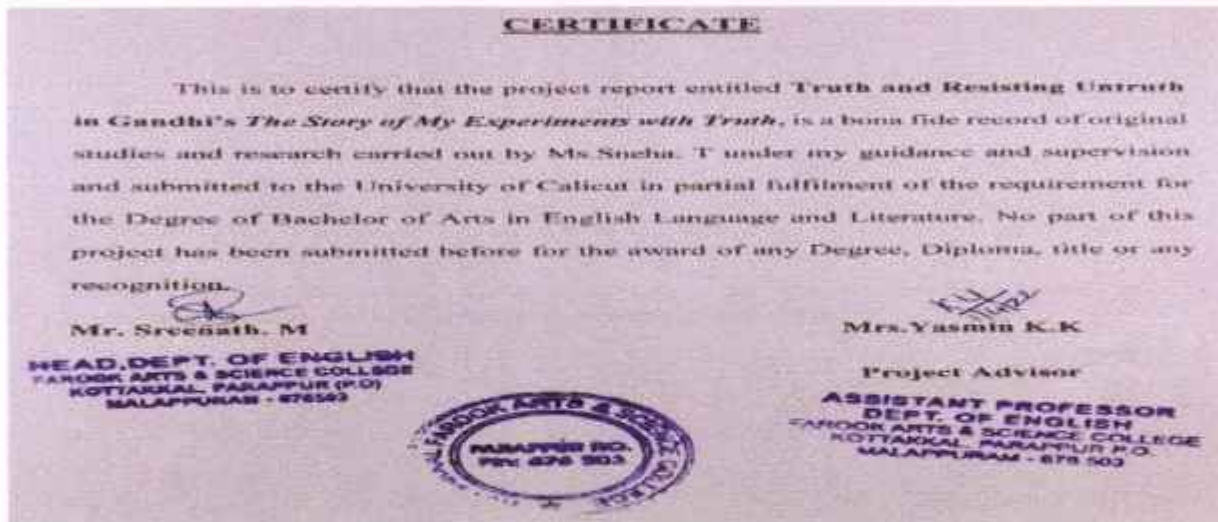 CERTIFICATE
This is to certify that the project report entitled Truth and Resisting Untruth
in Gandhi's The Story of My Experiments with Truth, is a bona fide record of original
studies and research carried out by Ms.Sneha. T under my guidance and supervision
and submitted to the University of Calicut in partial fulfilment of the requirement for
the Degree of Bachelor of Arts in English Language and Literature. No part of this
project has been submitted before for the award of any Degree, Diploma, title or any
recognition.
Mr. Sreenath. M
HEAD, DEPT. OF ENGLISH
FAROOK ARTS & SCIENCE COLLEGE
KOTTAKKAL, PARAPPUR (P.O)
MALAPPURAM - 676503
Mrs.Yasmin K.K
Project Advisor
ASSISTANT PROFESSOR
DEPT. OF ENGLISH
FAROOK ARTS & SCIENCE COLLEGE
KOTTAKKAL, PARAPPUR P.O.
MALAPPURAM - 676 503
FAROOK ARTS & SCIENCE COLLEGE
PARAPPUR P.O.
PIN: 676 503